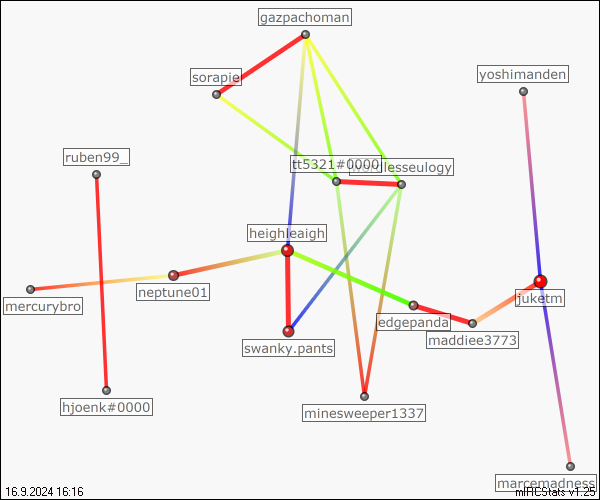 gazpachoman
sorapie
yoshimanden
ruben99_
tt5321#0000
heighleaigh
neptune01
mercurybro
juketm
edgepanda
maddiee3773
swanky.pants
hjoenk#0000
minesweeper1337
marcemadness
16.9.2024 16:16
mIRCStats v1.25